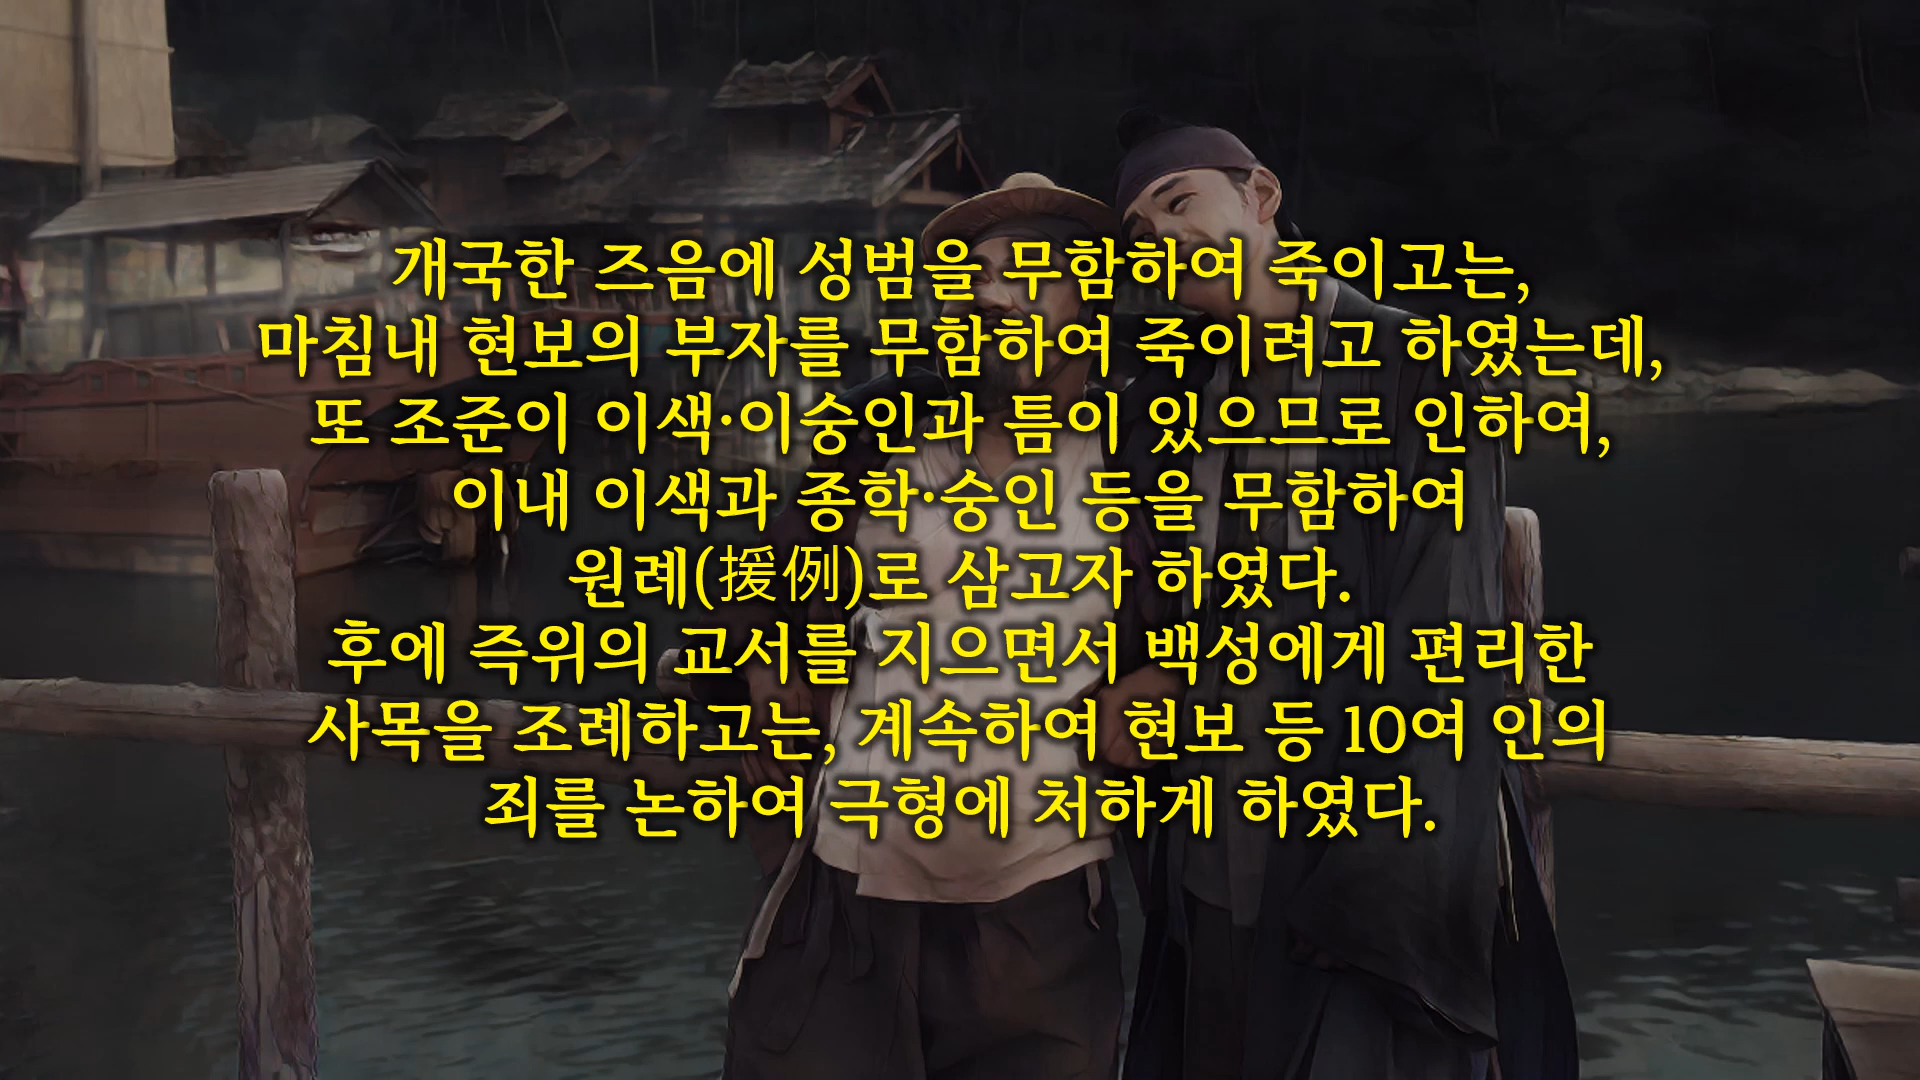 개국한 즈음에 성범을 무함하여 죽이고는,
마침내 현보의 부자를 무함하여 죽이려고 하였는데,
또 조준이 이색·이숭인과 틈이 있으므로 인하여,
이내 이색과 종학·숭인 등을 무함하여
원례(援例)로 삼고자 하였다.
후에 즉위의 교서를 지으면서 백성에게 편리한
사목을 조례하고는, 계속하여 현보 등 10여 인의
죄를 논하여 극형에 처하게 하였다.